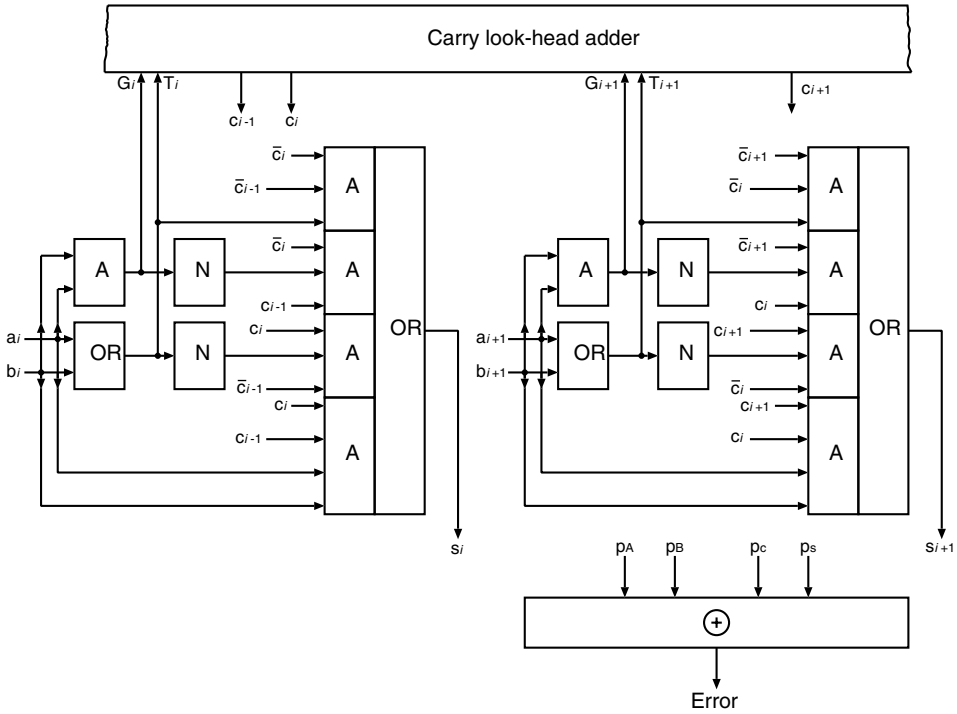 Carry look-head adder
Gi Ti Gi+1 Ti+1
ci-1 ci ci+1
c̄i c̄i+1
A A
c̄i-1 c̄i
c̄i c̄i+1
A N A A N A
ci-1 ci
ci ci+1
ai OR N A OR ai+1 OR N A OR
bi bi+1
c̄i-1 c̄i
ci ci+1
ci-1 A ci A
si si+1
pA pB pc ps
+
Error